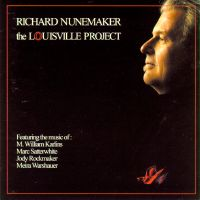 RICHARD NUNEMAKER
the LOUISVILLE PROJECT
Featuring the music of:
M. William Karlins
Marc Satterwhite
Jody Rockmaker
Meira Warshauer